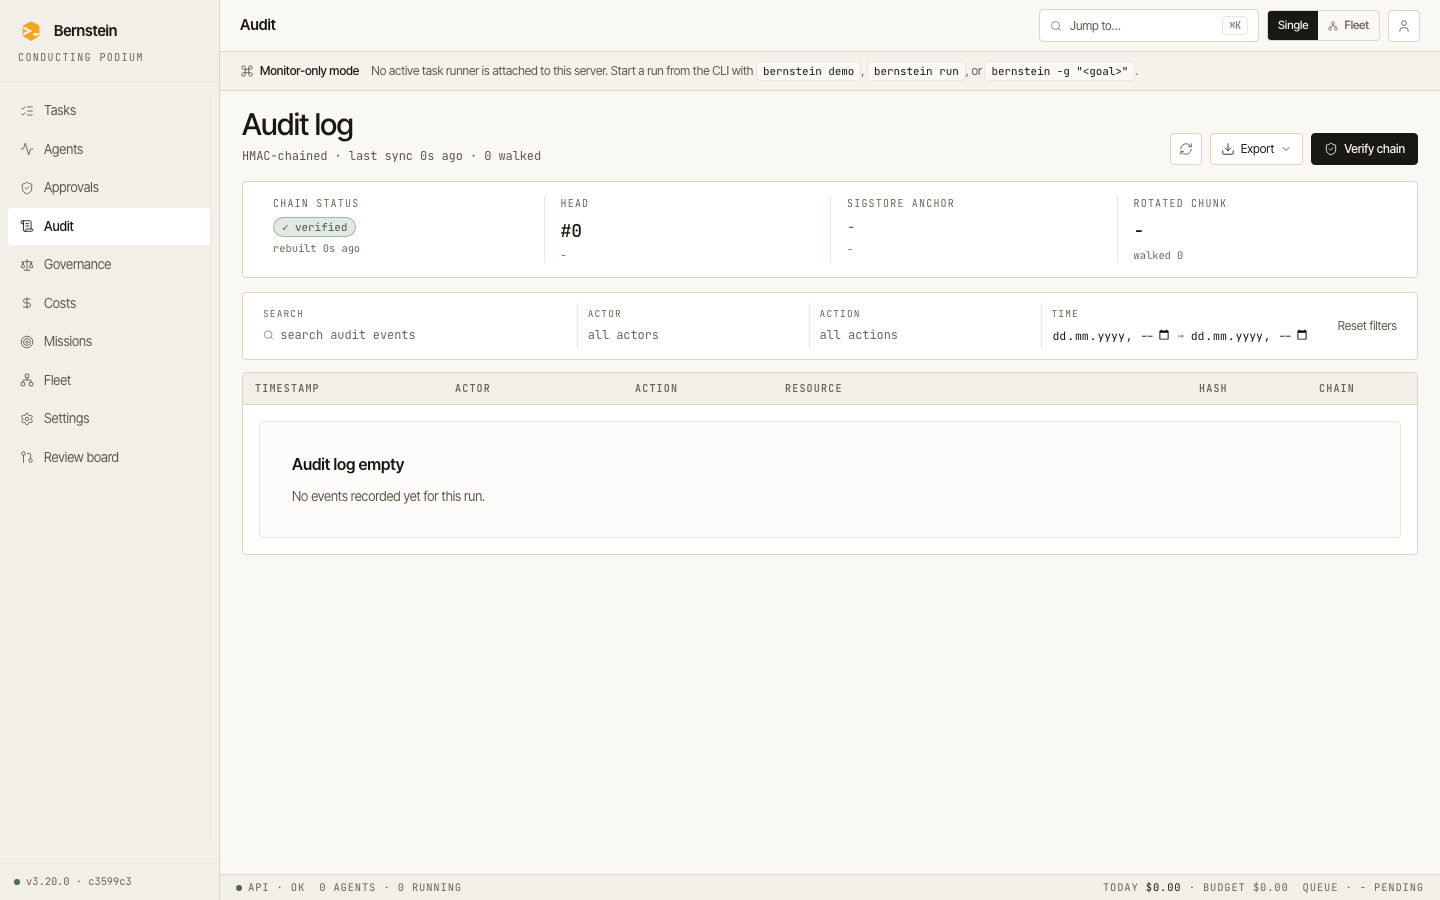 Bernstein
CONDUCTING PODIUM
Tasks
Agents
Approvals
Audit
Governance
Costs
Missions
Fleet
Settings
Review board
v3.20.0 · c3599c3
Audit
Jump to...
⌘K
Single
Fleet
Monitor-only mode No active task runner is attached to this server. Start a run from the CLI with bernstein demo, bernstein run, or bernstein -g "<goal>".
Audit log
HMAC-chained · last sync 0s ago · 0 walked
Export
Verify chain
CHAIN STATUS
✓ verified
rebuilt 0s ago
HEAD
#0
-
SIGSTORE ANCHOR
-
-
ROTATED CHUNK
-
walked 0
SEARCH
search audit events
ACTOR
all actors
ACTION
all actions
TIME
dd.mm.yyyy, -- → dd.mm.yyyy, --
Reset filters
TIMESTAMP ACTOR ACTION RESOURCE HASH CHAIN
Audit log empty
No events recorded yet for this run.
API · OK 0 AGENTS · 0 RUNNING
TODAY $0.00 · BUDGET $0.00 QUEUE · - PENDING